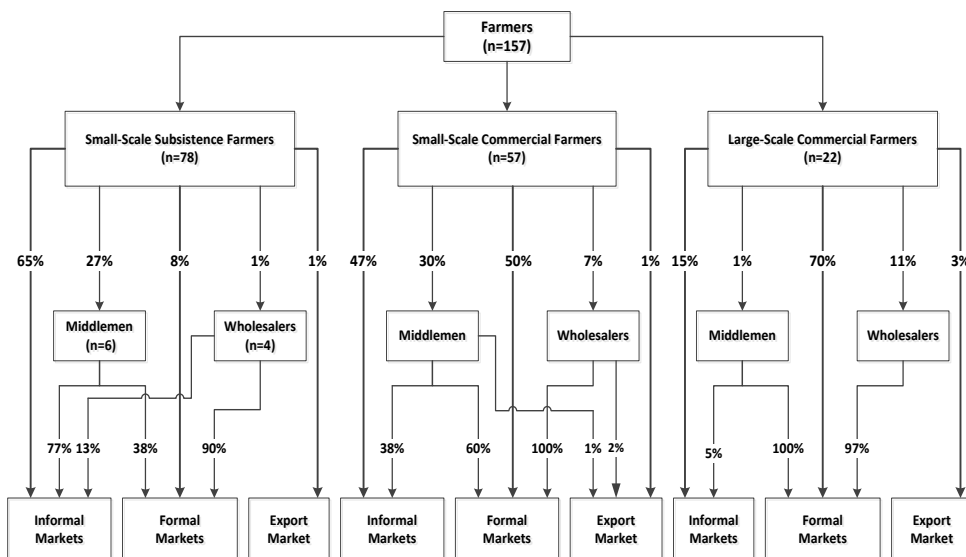 Farmers
(n=157)
Small-Scale Subsistence Farmers
(n=78)
Small-Scale Commercial Farmers
(n=57)
Large-Scale Commercial Farmers
(n=22)
65% 27% 8% 1% 1% 47% 30% 50% 7% 1% 15% 1% 70% 11% 3%
Middlemen
(n=6)
Wholesalers
(n=4)
Middlemen
Wholesalers
Middlemen
Wholesalers
77% 13% 38% 90% 38% 60% 100% 1% 2% 5% 100% 97%
Informal
Markets
Formal
Markets
Export
Market
Informal
Markets
Formal
Markets
Export
Market
Informal
Markets
Formal
Markets
Export
Market